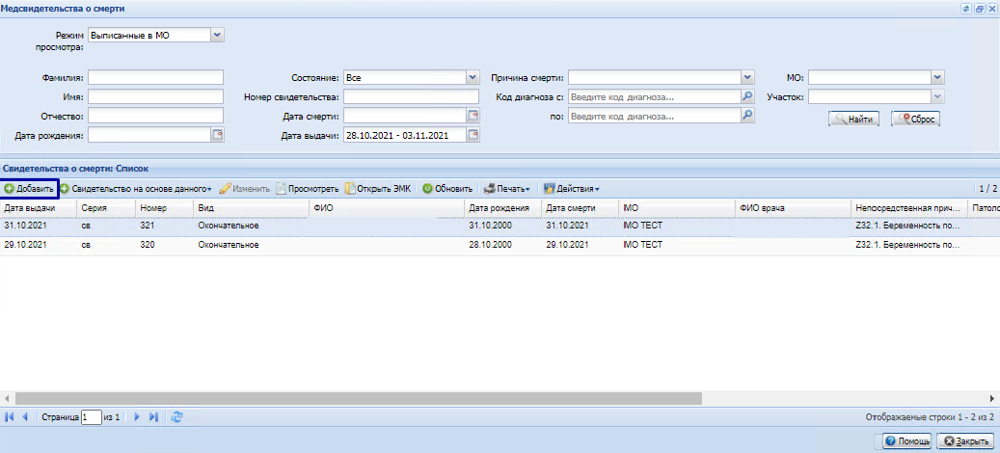 Медсвидетельства о смерти
Режим просмотра: Выписанные в МО
Фамилия: Состояние: Все Причина смерти: МО:
Имя: Номер свидетельства: Код диагноза с: Введите код диагноза... Участок:
Отчество: Дата смерти: по: Введите код диагноза... Найти Сброс
Дата рождения: Дата выдачи: 28.10.2021 - 03.11.2021
Свидетельства о смерти: Список
Добавить Свидетельство на основе данного Изменить Просмотреть Открыть ЭМК Обновить Печать Действия 1 / 2
Дата выдачи Серия Номер Вид ФИО Дата рождения Дата смерти МО ФИО врача Непосредственная прич... Патоло
31.10.2021 св 321 Окончательное 31.10.2000 31.10.2021 МО ТЕСТ Z32.1. Беременность по...
29.10.2021 св 320 Окончательное 28.10.2000 29.10.2021 МО ТЕСТ Z32.1. Беременность по...
Страница 1 из 1 Отображаемые строки 1 - 2 из 2
Помощь Закрыть